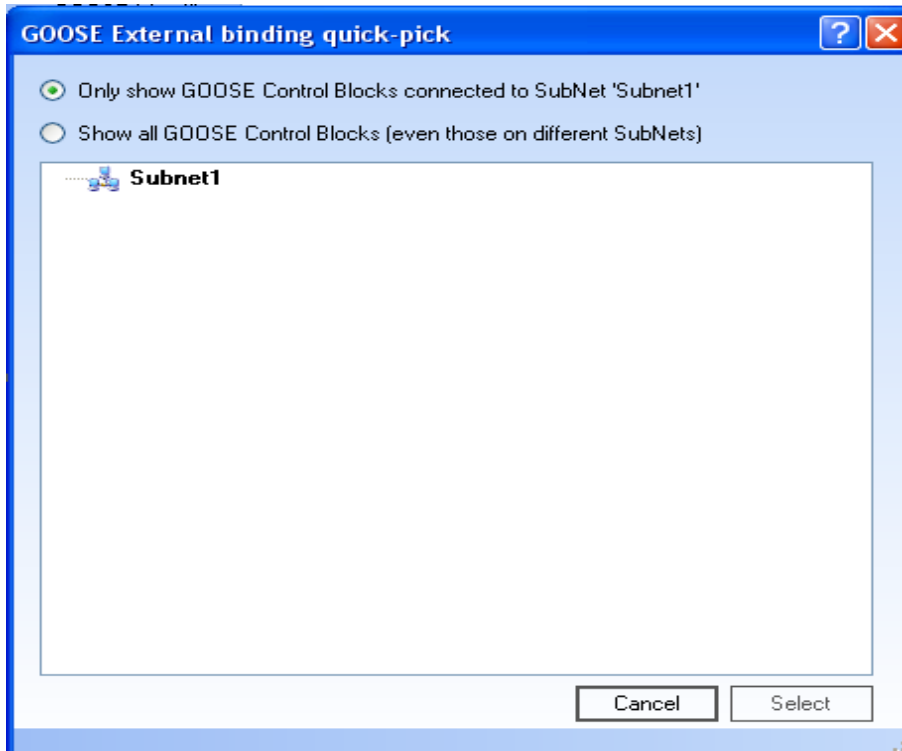 GOOSE External binding quick-pick
Only show GOOSE Control Blocks connected to SubNet 'Subnet1'
Show all GOOSE Control Blocks (even those on different SubNets)
Subnet1
Cancel
Select